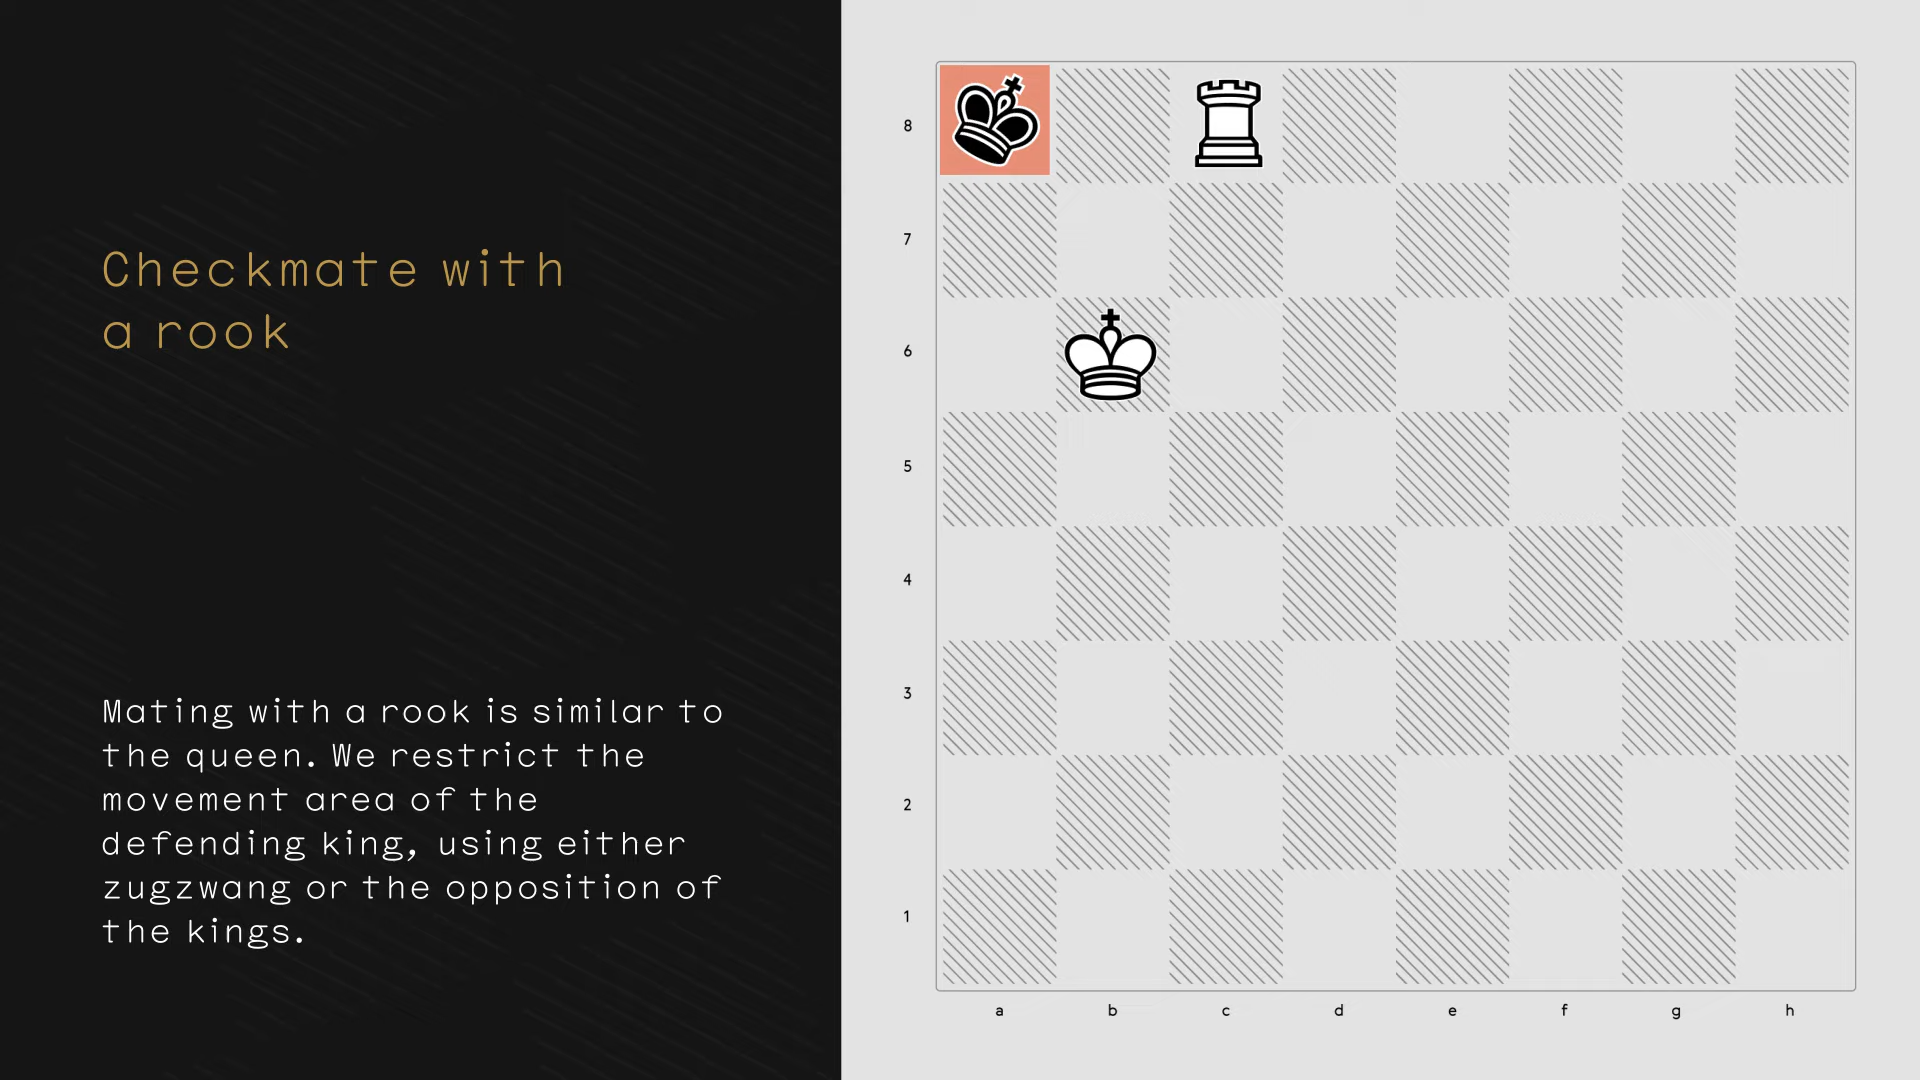 Checkmate with
a rook
Mating with a rook is similar to
the queen. We restrict the
movement area of the
defending king, using either
zugzwang or the opposition of
the kings.
8
7
6
5
4
3
2
1
a b c d e f g h